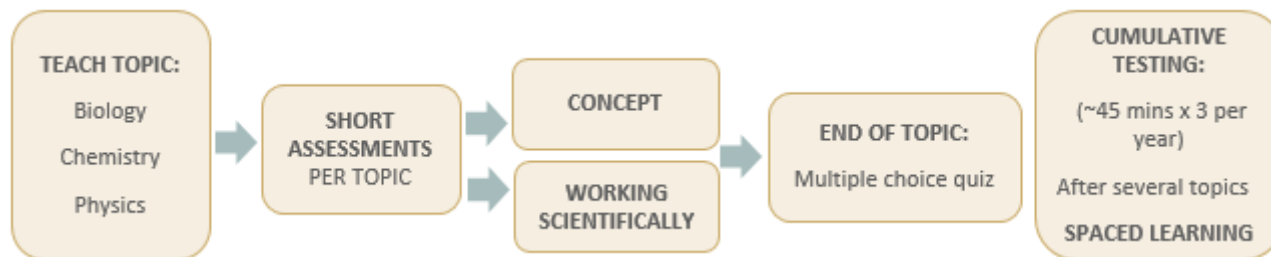 TEACH TOPIC:
Biology
Chemistry
Physics
SHORT
ASSESSMENTS
PER TOPIC
CONCEPT
WORKING
SCIENTIFICALLY
END OF TOPIC:
Multiple choice quiz
CUMULATIVE
TESTING:
(~45 mins x 3 per
year)
After several topics
SPACED LEARNING